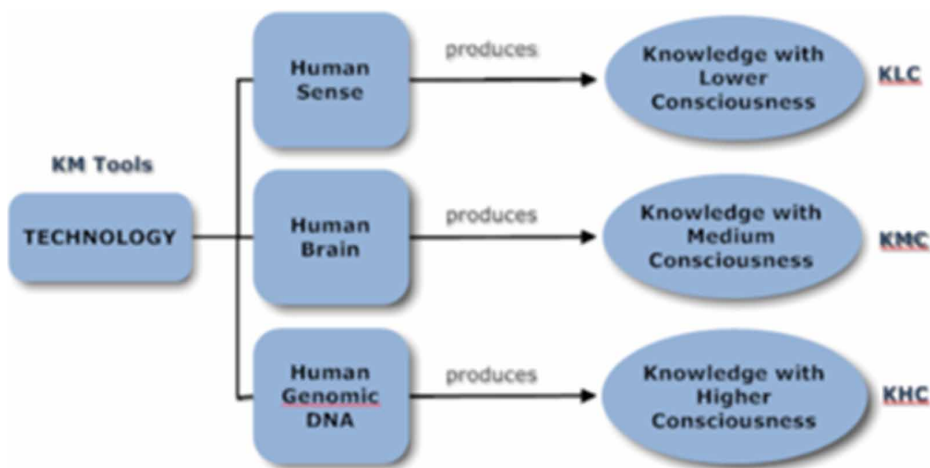 KM Tools
TECHNOLOGY
Human
Sense
produces
Knowledge with
Lower
Consciousness
KLC
Human
Brain
produces
Knowledge with
Medium
Consciousness
KMC
Human
Genomic
DNA
produces
Knowledge with
Higher
Consciousness
KHC